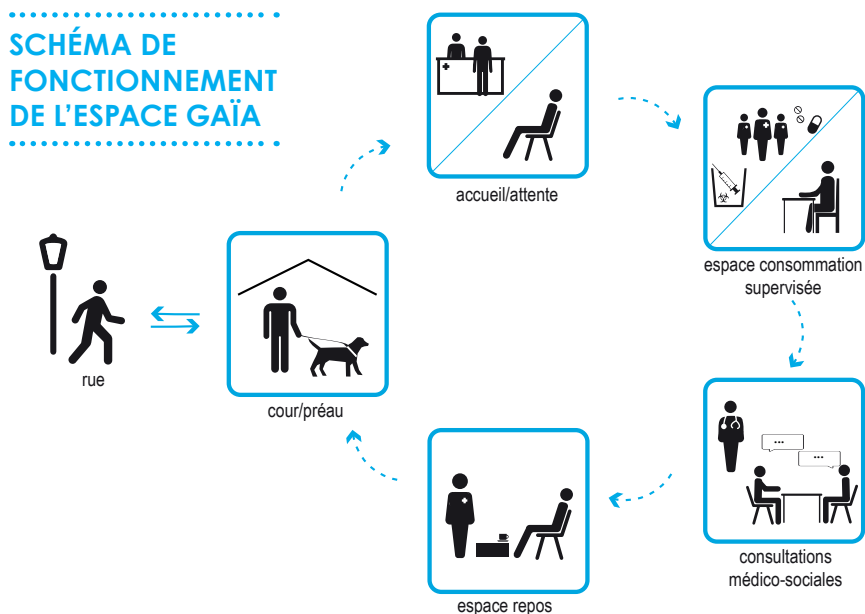 SCHÉMA DE
FONCTIONNEMENT
DE L'ESPACE GAÏA
accueil/attente
espace consommation
supervisée
rue
cour/préau
consultations
médico-sociales
espace repos